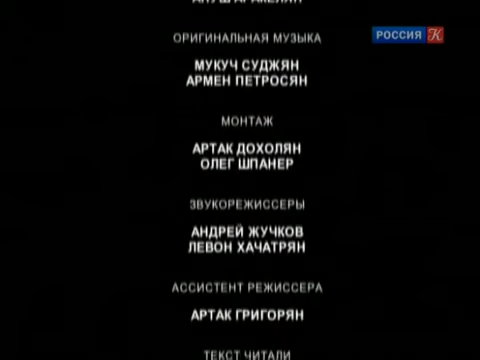 ОРИГИНАЛЬНАЯ МУЗЫКА
РОССИЯ К
МУКУЧ СУДЖЯН
АРМЕН ПЕТРОСЯН
МОНТАЖ
АРТАК ДОХОЛЯН
ОЛЕГ ШПАНЕР
ЗВУКОРЕЖИССЕРЫ
АНДРЕЙ ЖУЧКОВ
ЛЕВОН ХАЧАТРЯН
АССИСТЕНТ РЕЖИССЕРА
АРТАК ГРИГОРЯН
ТЕКСТ ЧИТАЛИ